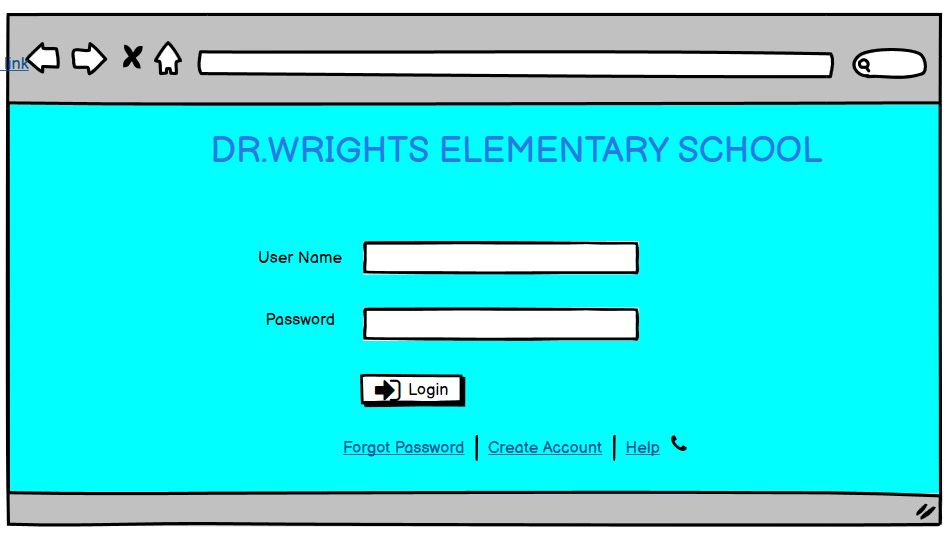 link
DR.WRIGHTS ELEMENTARY SCHOOL
User Name
Password
Login
Forgot Password | Create Account | Help